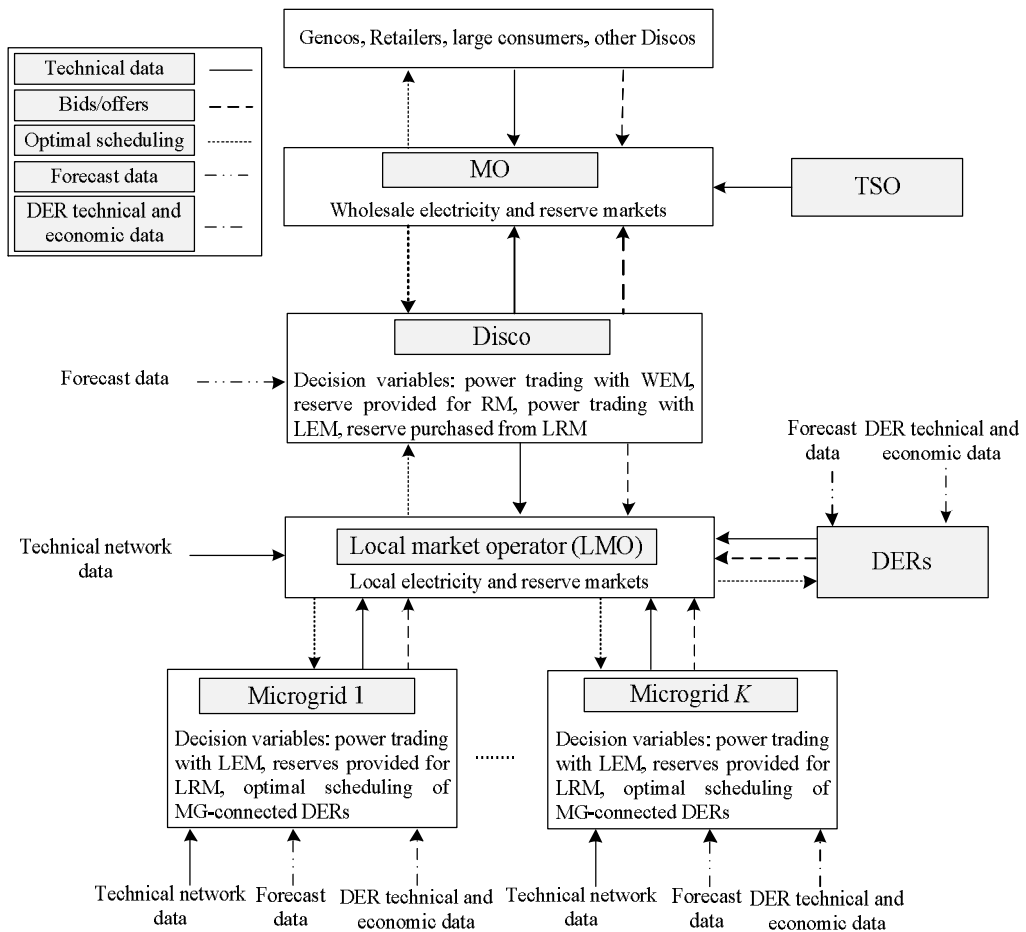 Gencos, Retailers, large consumers, other Discos
Technical data
Bids/offers
Optimal scheduling
Forecast data
DER technical and
economic data
MO
Wholesale electricity and reserve markets
TSO
Disco
Decision variables: power trading with WEM,
reserve provided for RM, power trading with
LEM, reserve purchased from LRM
Forecast data
Forecast
data
DER technical and
economic data
Technical network
data
Local market operator (LMO)
Local electricity and reserve markets
DERs
Microgrid 1
Decision variables: power trading
with LEM, reserves provided for
LRM, optimal scheduling of
MG-connected DERs
........
Microgrid K
Decision variables: power trading
with LEM, reserves provided for
LRM, optimal scheduling of
MG-connected DERs
Technical network
data
Forecast
data
DER technical and
economic data
Technical network
data
Forecast
data
DER technical and
economic data